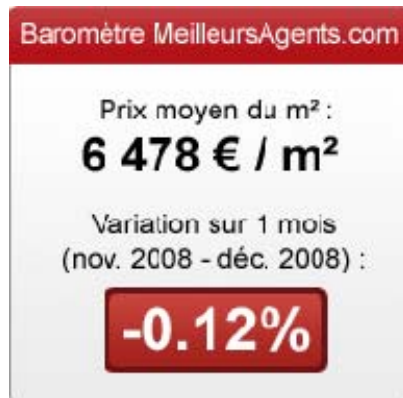 Baromètre MeilleursAgents.com
Prix moyen du m² :
6 478 € / m²
Variation sur 1 mois
(nov. 2008 - déc. 2008) :
-0.12%